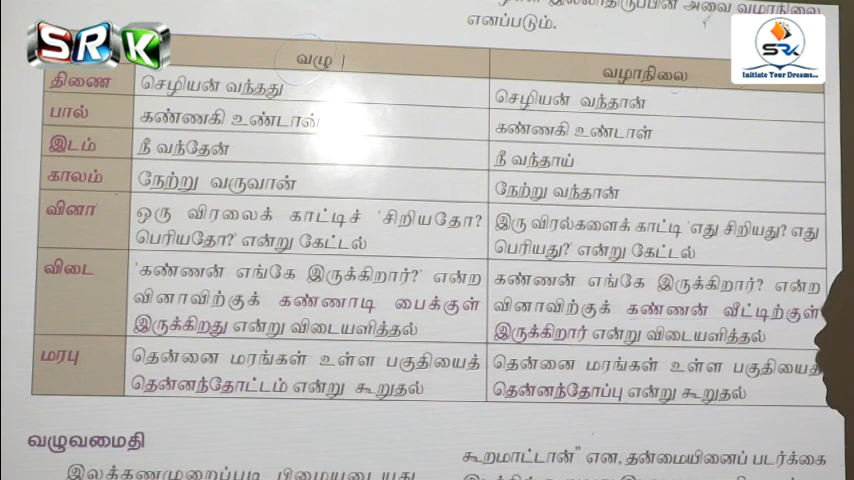 எனப்படும்.
SRK
SRK
Initiate Your Dreams...
வழு
வழாநிலை
திணை
செழியன் வந்தது
செழியன் வந்தான்
பால்
கண்ணகி உண்டான்
கண்ணகி உண்டாள்
இடம்
நீ வந்தேன்
நீ வந்தாய்
காலம்
நேற்று வருவான்
நேற்று வந்தான்
வினா
ஒரு விரலைக் காட்டிச் 'சிறியதோ?
பெரியதோ?' என்று கேட்டல்
இரு விரல்களைக் காட்டி 'எது சிறியது? எது
பெரியது?' என்று கேட்டல்
விடை
'கண்ணன் எங்கே இருக்கிறார்?' என்ற
வினாவிற்குக் கண்ணாடி பைக்குள்
இருக்கிறது என்று விடையளித்தல்
கண்ணன் எங்கே இருக்கிறார்? என்ற
வினாவிற்குக் கண்ணன் வீட்டிற்குள்
இருக்கிறார் என்று விடையளித்தல்
மரபு
தென்னை மரங்கள் உள்ள பகுதியைத்
தென்னந்தோட்டம் என்று கூறுதல்
தென்னை மரங்கள் உள்ள பகுதியைத்
தென்னந்தோப்பு என்று கூறுதல்
வழுவமைதி
கூறமாட்டான்" என, தன்மையினைப் படர்க்கை